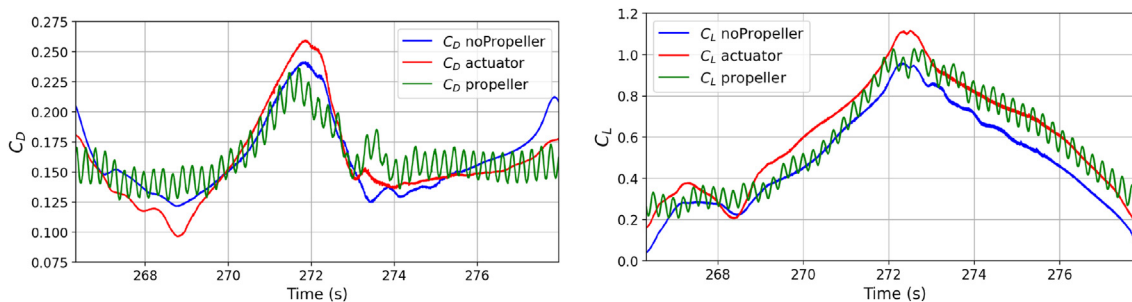 0.275
0.250
0.225
0.200
0.175
0.150
0.125
0.100
0.075
C_D
268
270
272
274
276
Time (s)
C_D noPropeller
C_D actuator
C_D propeller
1.2
1.0
0.8
0.6
0.4
0.2
0.0
C_L
268
270
272
274
276
Time (s)
C_L noPropeller
C_L actuator
C_L propeller